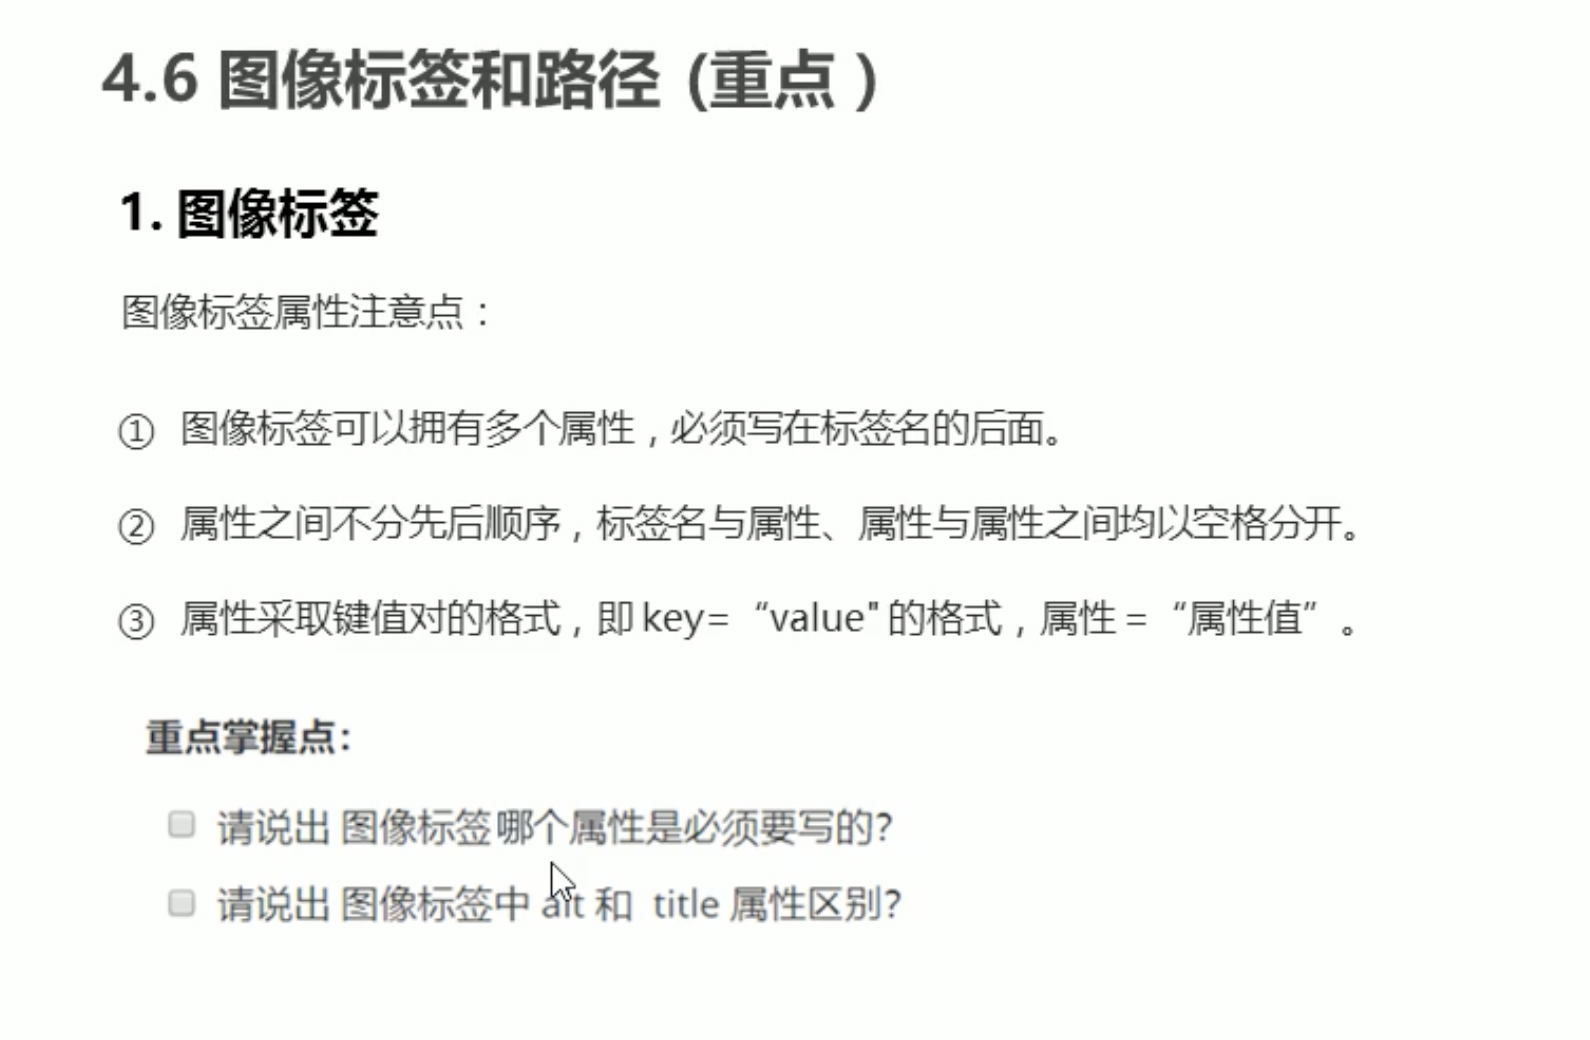 4.6 图像标签和路径 (重点 )
1. 图像标签
图像标签属性注意点：
① 图像标签可以拥有多个属性，必须写在标签名的后面。
② 属性之间不分先后顺序，标签名与属性、属性与属性之间均以空格分开。
③ 属性采取键值对的格式，即 key= “value" 的格式，属性 = “属性值”。
重点掌握点：
请说出 图像标签哪个属性是必须要写的?
请说出 图像标签中 alt 和 title 属性区别?